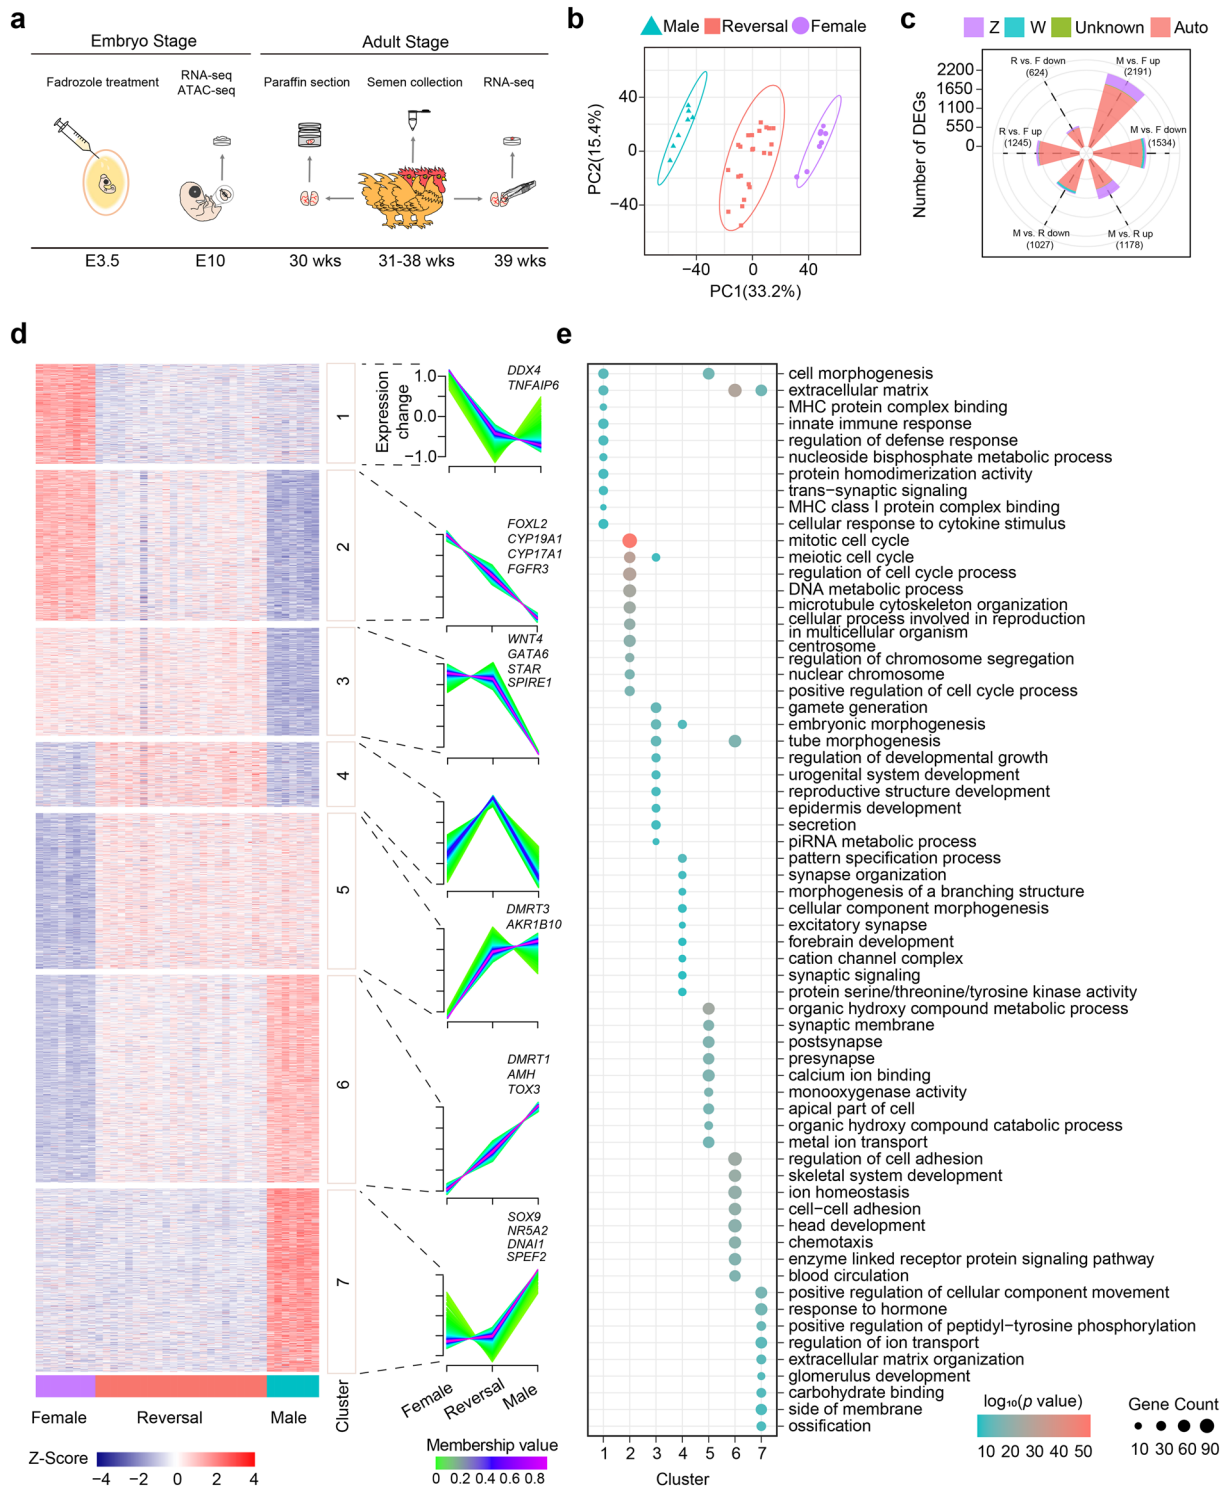 a
Embryo Stage
Adult Stage
Fadrozole treatment
RNA-seq
ATAC-seq
Paraffin section
Semen collection
RNA-seq
E3.5
E10
30 wks
31-38 wks
39 wks
b
Male
Reversal
Female
PC2(15.4%)
40
0
−40
−40
0
40
PC1(33.2%)
c
Z
W
Unknown
Auto
Number of DEGs
2200
1650
1100
550
0
R vs. F down
(624)
M vs. F up
(2191)
R vs. F up
(1245)
M vs. F down
(1534)
M vs. R down
(1027)
M vs. R up
(1178)
d
1
2
3
4
5
6
7
Cluster
Female
Reversal
Male
Z-Score
−4
−2
0
2
4
Expression
change
1.0
0.0
−1.0
DDX4
TNFAIP6
FOXL2
CYP19A1
CYP17A1
FGFR3
WNT4
GATA6
STAR
SPIRE1
DMRT3
AKR1B10
DMRT1
AMH
TOX3
SOX9
NR5A2
DNAI1
SPEF2
Female
Reversal
Male
Membership value
0
0.2
0.4
0.6
0.8
e
cell morphogenesis
extracellular matrix
MHC protein complex binding
innate immune response
regulation of defense response
nucleoside bisphosphate metabolic process
protein homodimerization activity
trans−synaptic signaling
MHC class I protein complex binding
cellular response to cytokine stimulus
mitotic cell cycle
meiotic cell cycle
regulation of cell cycle process
DNA metabolic process
microtubule cytoskeleton organization
cellular process involved in reproduction
in multicellular organism
centrosome
regulation of chromosome segregation
nuclear chromosome
positive regulation of cell cycle process
gamete generation
embryonic morphogenesis
tube morphogenesis
regulation of developmental growth
urogenital system development
reproductive structure development
epidermis development
secretion
piRNA metabolic process
pattern specification process
synapse organization
morphogenesis of a branching structure
cellular component morphogenesis
excitatory synapse
forebrain development
cation channel complex
synaptic signaling
protein serine/threonine/tyrosine kinase activity
organic hydroxy compound metabolic process
synaptic membrane
postsynapse
presynapse
calcium ion binding
monooxygenase activity
apical part of cell
organic hydroxy compound catabolic process
metal ion transport
regulation of cell adhesion
skeletal system development
ion homeostasis
cell−cell adhesion
head development
chemotaxis
enzyme linked receptor protein signaling pathway
blood circulation
positive regulation of cellular component movement
response to hormone
positive regulation of peptidyl−tyrosine phosphorylation
regulation of ion transport
extracellular matrix organization
glomerulus development
carbohydrate binding
side of membrane
ossification
1 2 3 4 5 6 7
Cluster
log₁₀(p value)
10 20 30 40 50
Gene Count
10 30 60 90